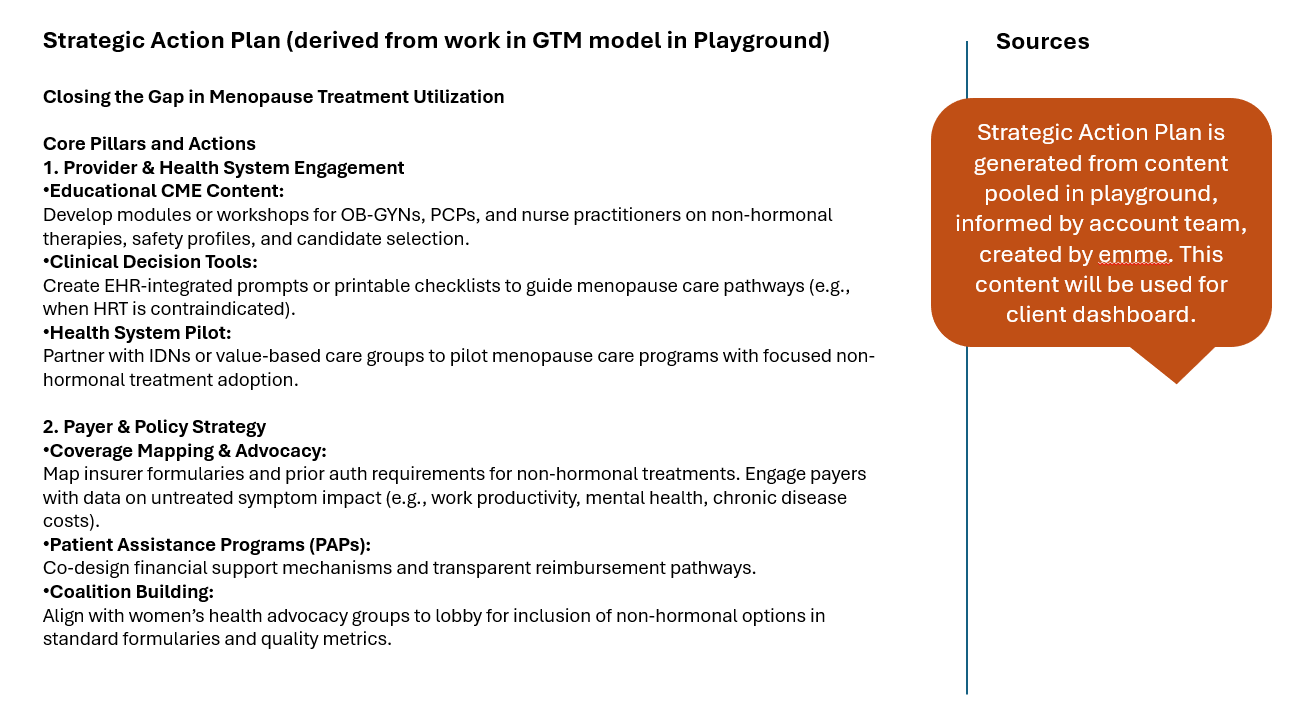 Strategic Action Plan (derived from work in GTM model in Playground)
Closing the Gap in Menopause Treatment Utilization
Core Pillars and Actions
1. Provider & Health System Engagement
•Educational CME Content:
Develop modules or workshops for OB-GYNs, PCPs, and nurse practitioners on non-hormonal
therapies, safety profiles, and candidate selection.
•Clinical Decision Tools:
Create EHR-integrated prompts or printable checklists to guide menopause care pathways (e.g.,
when HRT is contraindicated).
•Health System Pilot:
Partner with IDNs or value-based care groups to pilot menopause care programs with focused non-
hormonal treatment adoption.
2. Payer & Policy Strategy
•Coverage Mapping & Advocacy:
Map insurer formularies and prior auth requirements for non-hormonal treatments. Engage payers
with data on untreated symptom impact (e.g., work productivity, mental health, chronic disease
costs).
•Patient Assistance Programs (PAPs):
Co-design financial support mechanisms and transparent reimbursement pathways.
•Coalition Building:
Align with women’s health advocacy groups to lobby for inclusion of non-hormonal options in
standard formularies and quality metrics.
Sources
Strategic Action Plan is
generated from content
pooled in playground,
informed by account team,
created by emme. This
content will be used for
client dashboard.